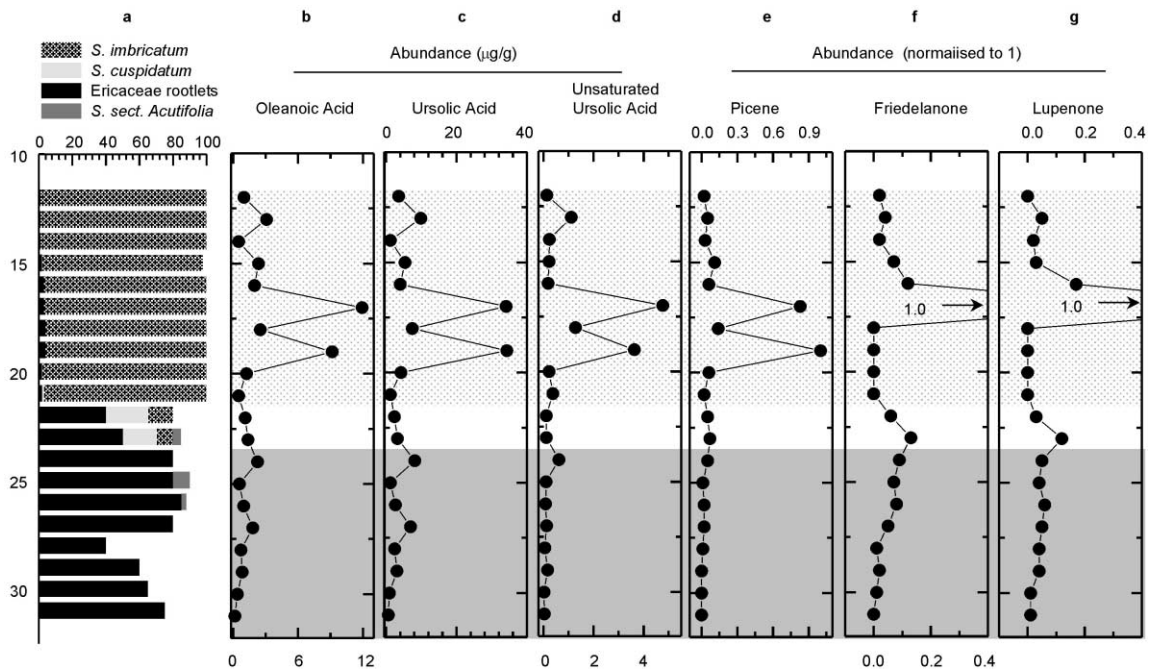 a b c d e f g
S. imbricatum
S. cuspidatum
Ericaceae rootlets
S. sect. Acutifolia
Abundance (μg/g)
Abundance (normaiised to 1)
Oleanoic Acid
Ursolic Acid
Unsaturated
Ursolic Acid
Picene
Friedelanone
Lupenone
0 20 40 60 80 100
0 20 40
0.0 0.3 0.6 0.9
0.0 0.2 0.4
10
15
20
25
30
1.0
1.0
0 6 12
0 2 4
0.0 0.2 0.4